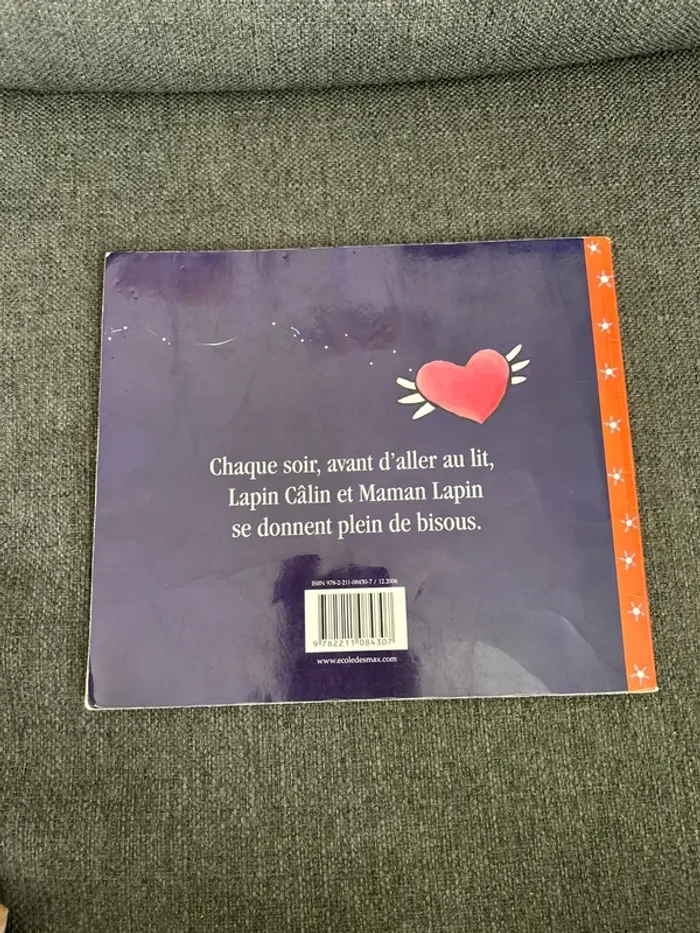 Chaque soir, avant d'aller au lit,
Lapin Câlin et Maman Lapin
se donnent plein de bisous.
ISBN 978-2-211-08430-7 / 12.2006
9 782211 084307
www.ecoledesmax.com